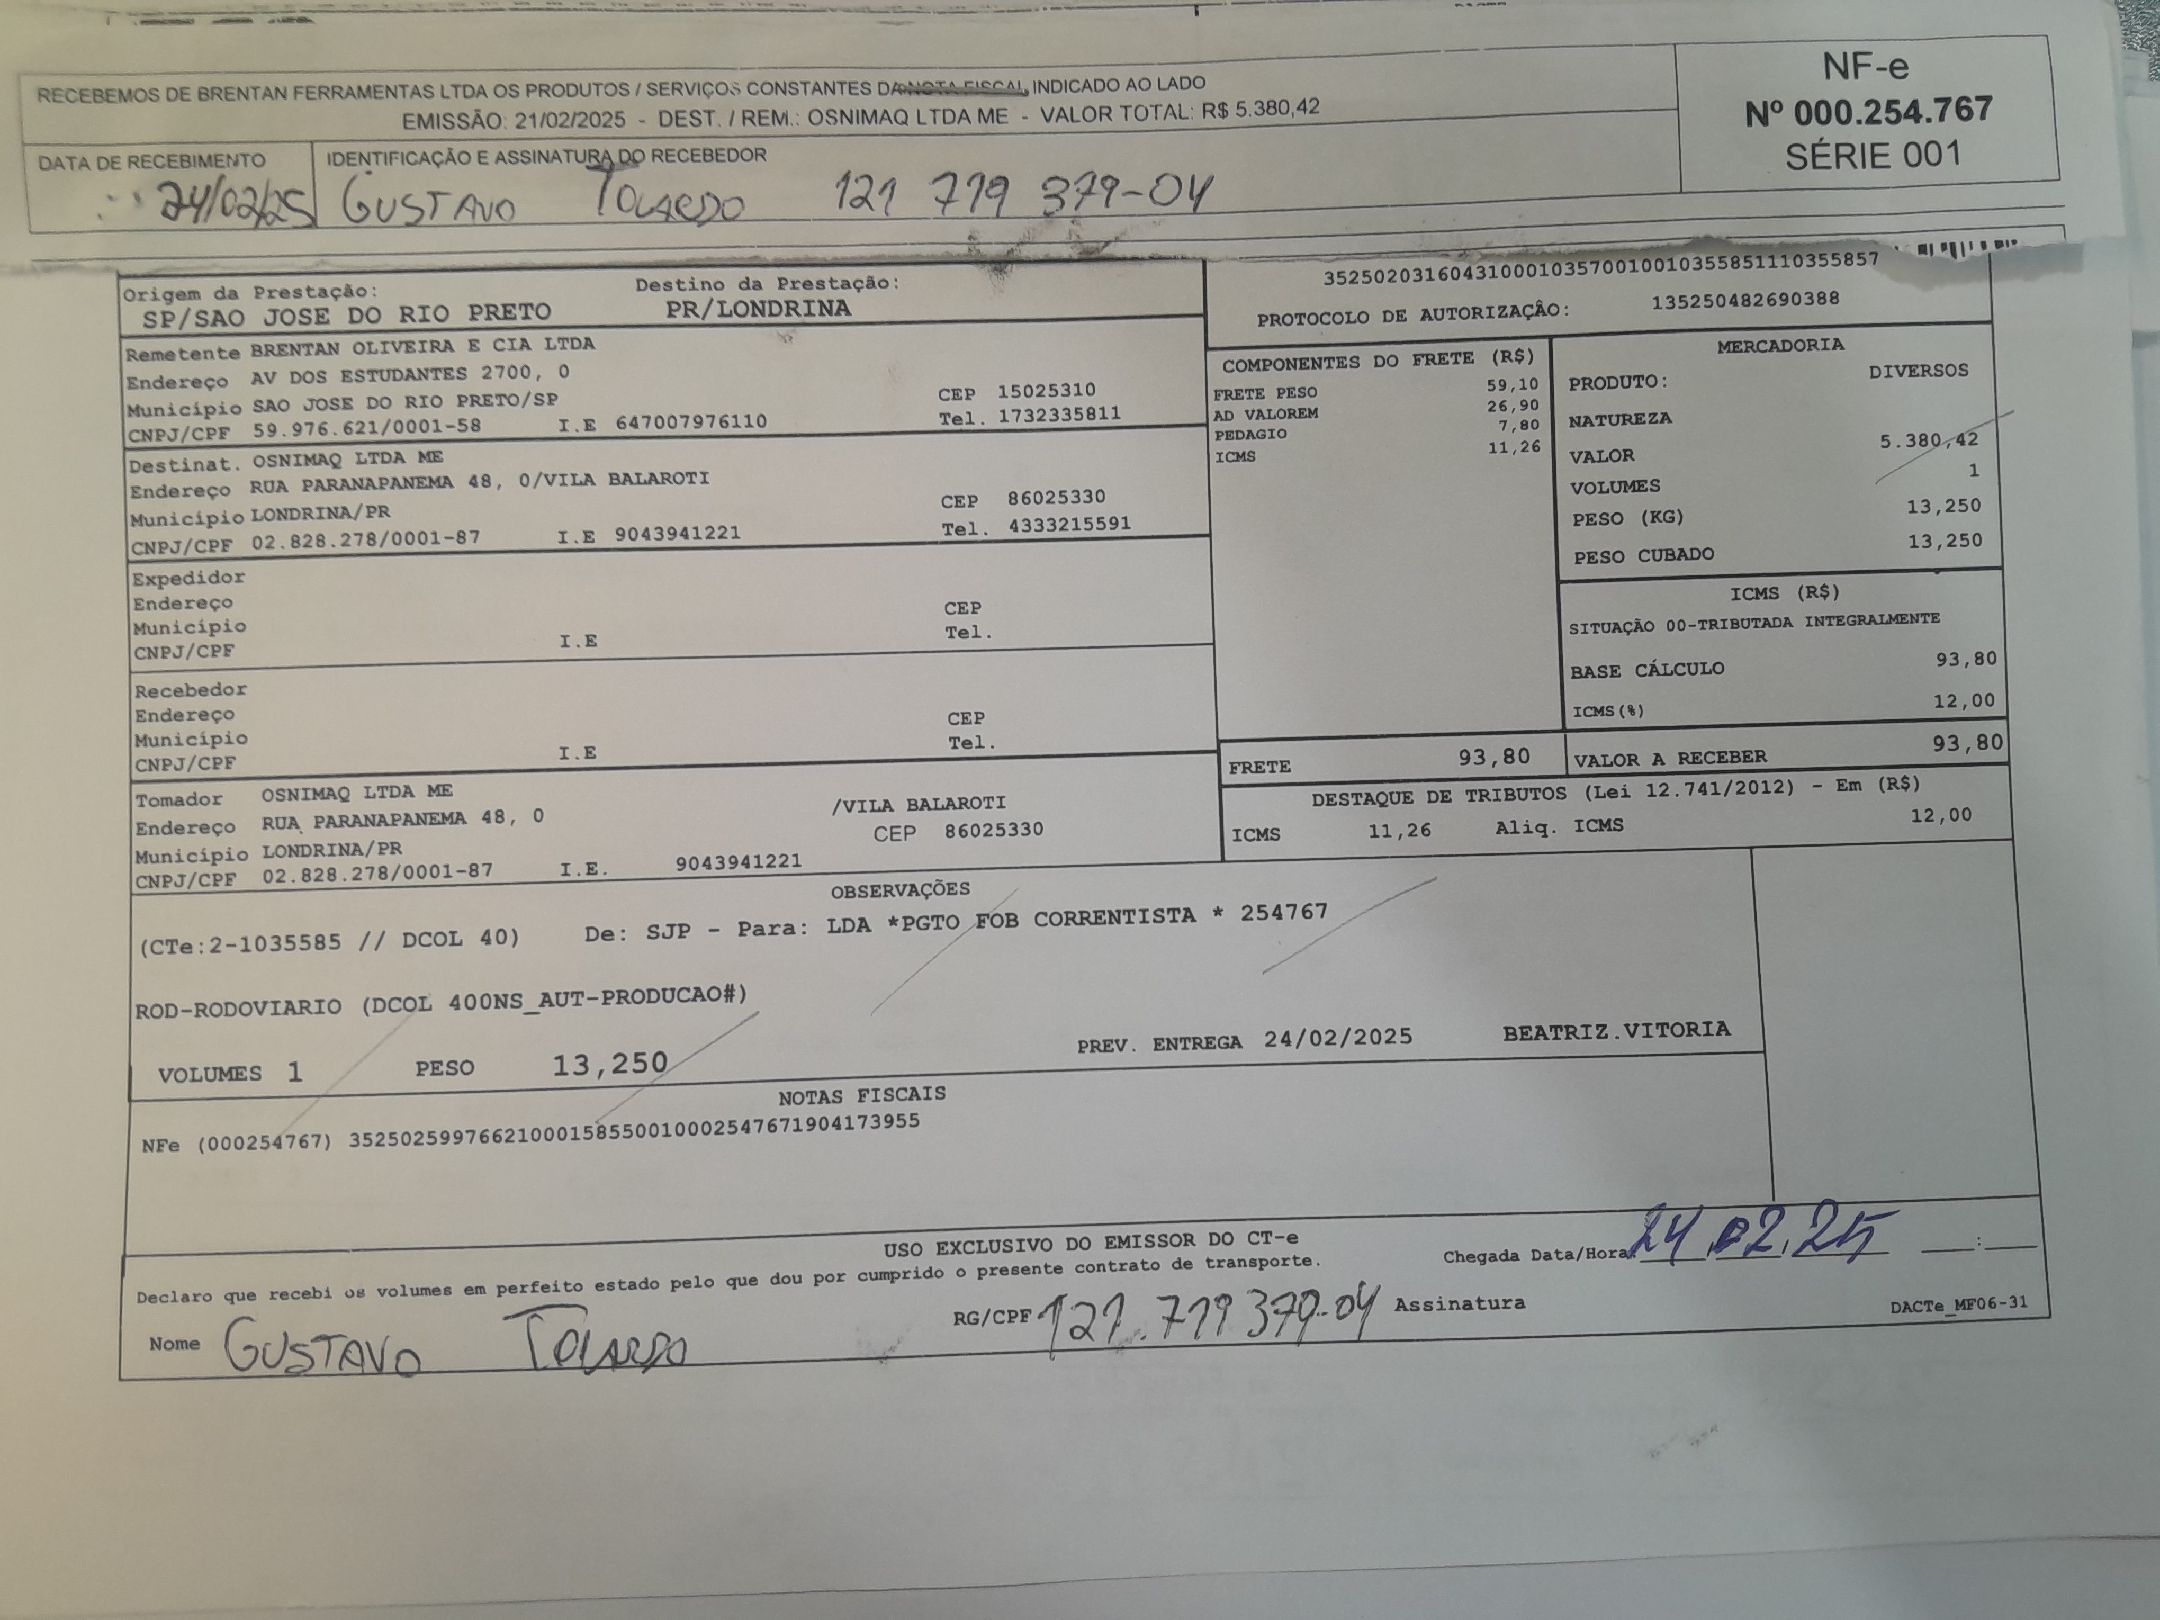 RECEBEMOS DE BRENTAN FERRAMENTAS LTDA OS PRODUTOS / SERVIÇOS CONSTANTES DA NOTA FISCAL INDICADO AO LADO
EMISSÃO: 21/02/2025 - DEST. / REM.: OSNIMAQ LTDA ME - VALOR TOTAL: R$ 5.380,42
NF-e
Nº 000.254.767
SÉRIE 001
DATA DE RECEBIMENTO
24/02/25
IDENTIFICAÇÃO E ASSINATURA DO RECEBEDOR
GUSTAVO TOLARDO 121 719 379-04
Origem da Prestação:
SP/SAO JOSE DO RIO PRETO
Destino da Prestação:
PR/LONDRINA
35250203160431000103570010010355851110355857
PROTOCOLO DE AUTORIZAÇÂO: 135250482690388
Remetente BRENTAN OLIVEIRA E CIA LTDA
Endereço AV DOS ESTUDANTES 2700, 0
Município SAO JOSE DO RIO PRETO/SP CEP 15025310
CNPJ/CPF 59.976.621/0001-58 I.E 647007976110 Tel. 1732335811
Destinat. OSNIMAQ LTDA ME
Endereço RUA PARANAPANEMA 48, 0/VILA BALAROTI
Município LONDRINA/PR CEP 86025330
CNPJ/CPF 02.828.278/0001-87 I.E 9043941221 Tel. 4333215591
Expedidor
Endereço
Município CEP
CNPJ/CPF I.E Tel.
Recebedor
Endereço
Município CEP
CNPJ/CPF I.E Tel.
Tomador OSNIMAQ LTDA ME
Endereço RUA PARANAPANEMA 48, 0 /VILA BALAROTI
Município LONDRINA/PR CEP 86025330
CNPJ/CPF 02.828.278/0001-87 I.E. 9043941221
COMPONENTES DO FRETE (R$)
FRETE PESO 59,10
AD VALOREM 26,90
PEDAGIO 7,80
ICMS 11,26
MERCADORIA
PRODUTO: DIVERSOS
NATUREZA
VALOR 5.380,42
VOLUMES 1
PESO (KG) 13,250
PESO CUBADO 13,250
ICMS (R$)
SITUAÇÃO 00-TRIBUTADA INTEGRALMENTE
BASE CÁLCULO 93,80
ICMS(%) 12,00
FRETE 93,80
VALOR A RECEBER 93,80
DESTAQUE DE TRIBUTOS (Lei 12.741/2012) - Em (R$)
ICMS 11,26 Aliq. ICMS 12,00
OBSERVAÇÕES
(CTe:2-1035585 // DCOL 40) De: SJP - Para: LDA *PGTO FOB CORRENTISTA * 254767
ROD-RODOVIARIO (DCOL 400NS_AUT-PRODUCAO#)
VOLUMES 1 PESO 13,250 PREV. ENTREGA 24/02/2025 BEATRIZ.VITORIA
NOTAS FISCAIS
NFe (000254767) 35250259976621000158550010002547671904173955
USO EXCLUSIVO DO EMISSOR DO CT-e
Declaro que recebi os volumes em perfeito estado pelo que dou por cumprido o presente contrato de transporte.
Chegada Data/Hora 24.02.25 ___:___
Nome GUSTAVO TOLARDO RG/CPF 121.719 379-04 Assinatura
DACTe_MF06-31